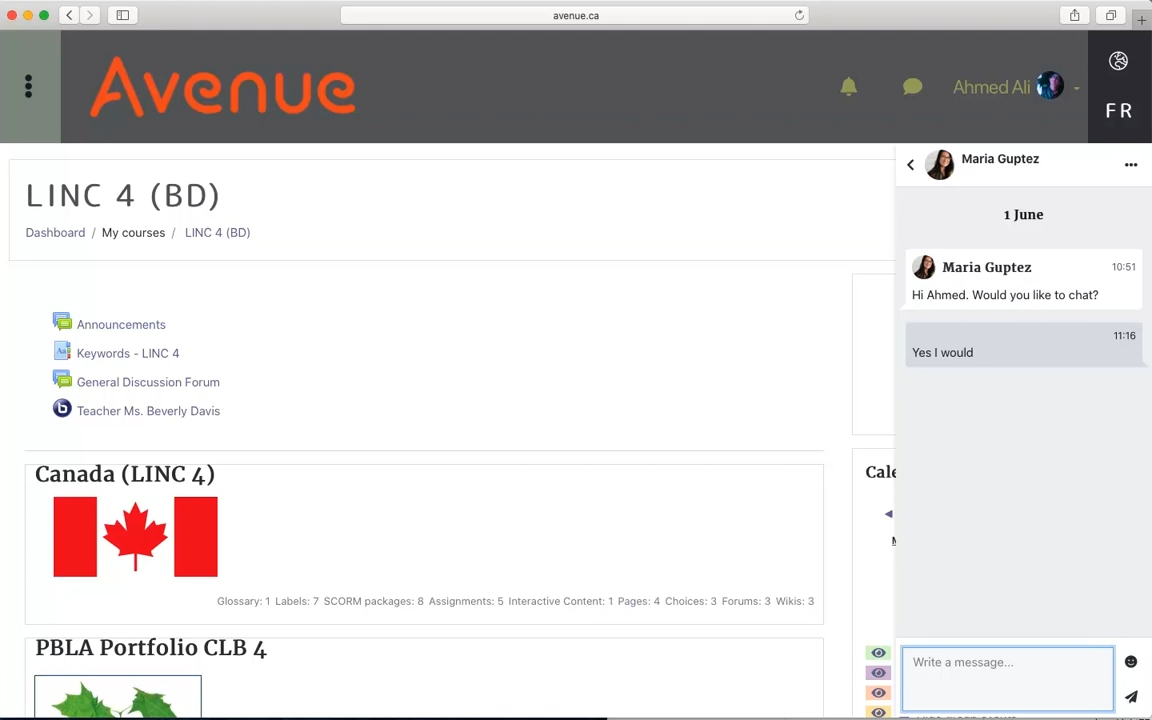 avenue.ca
Avenue
Ahmed Ali
FR
LINC 4 (BD)
Dashboard / My courses / LINC 4 (BD)
Announcements
Keywords - LINC 4
General Discussion Forum
Teacher Ms. Beverly Davis
Canada (LINC 4)
Glossary: 1 Labels: 7 SCORM packages: 8 Assignments: 5 Interactive Content: 1 Pages: 4 Choices: 3 Forums: 3 Wikis: 3
PBLA Portfolio CLB 4
Cale
M
Maria Guptez
1 June
Maria Guptez 10:51
Hi Ahmed. Would you like to chat?
11:16
Yes I would
Write a message...